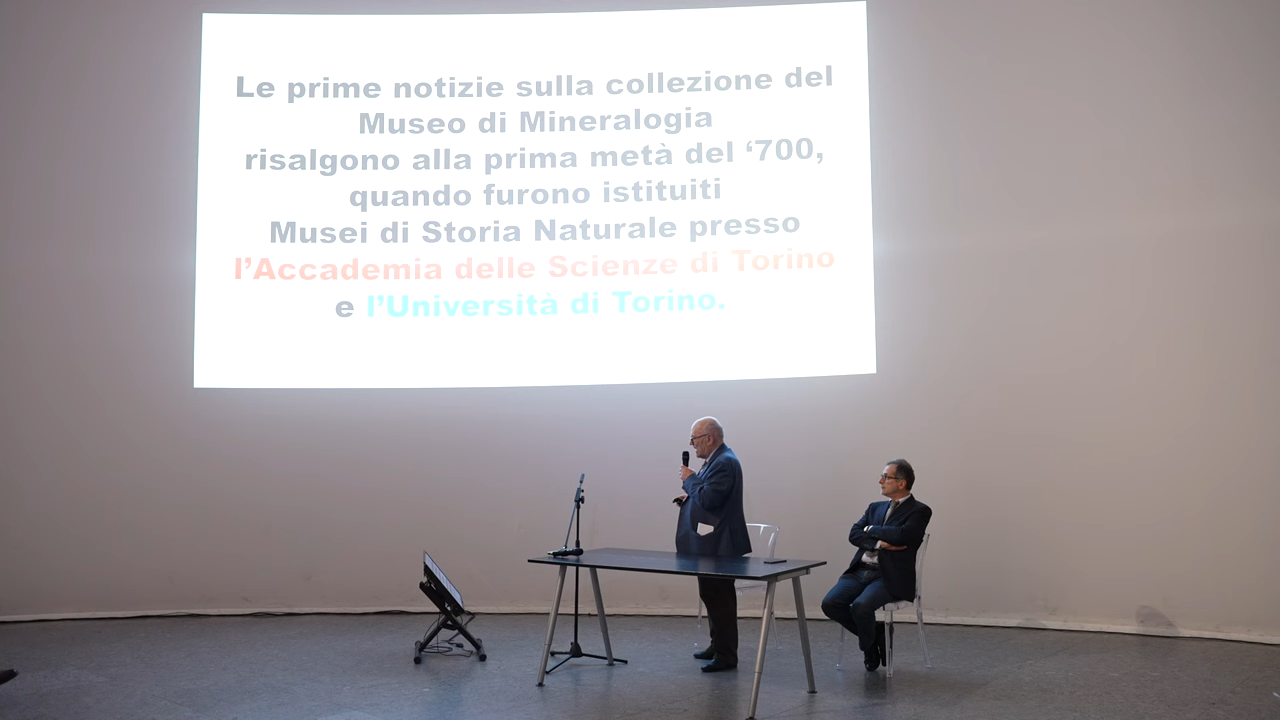 Le prime notizie sulla collezione del
Museo di Mineralogia
risalgono alla prima metà del ‘700,
quando furono istituiti
Musei di Storia Naturale presso
l’Accademia delle Scienze di Torino
e l’Università di Torino.